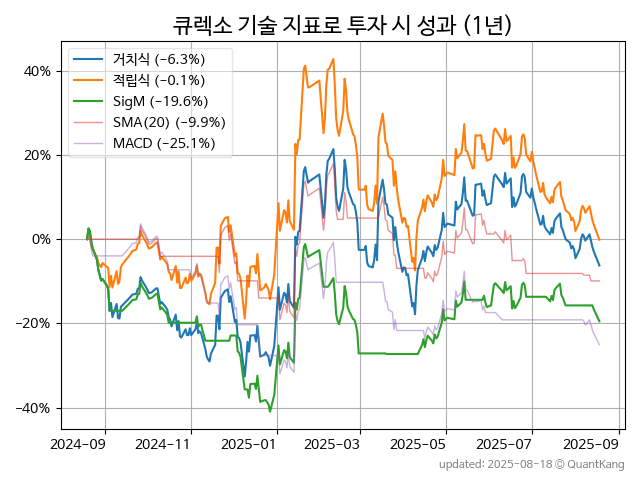 큐렉소 기술 지표로 투자 시 성과 (1년)
거치식 (−6.3%)
적립식 (−0.1%)
SigM (−19.6%)
SMA(20) (−9.9%)
MACD (−25.1%)
40%
20%
0%
−20%
−40%
2024-09 2024-11 2025-01 2025-03 2025-05 2025-07 2025-09
updated: 2025-08-18 © QuantKang